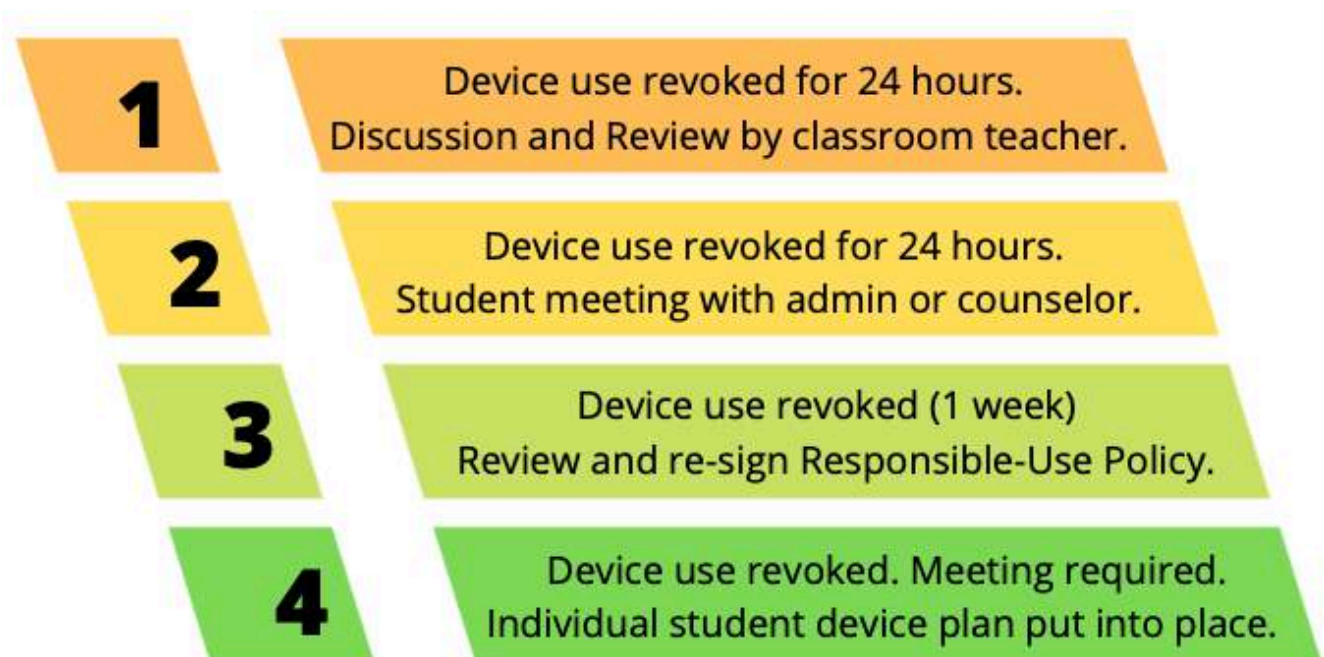 1
Device use revoked for 24 hours.
Discussion and Review by classroom teacher.
2
Device use revoked for 24 hours.
Student meeting with admin or counselor.
3
Device use revoked (1 week)
Review and re-sign Responsible-Use Policy.
4
Device use revoked. Meeting required.
Individual student device plan put into place.